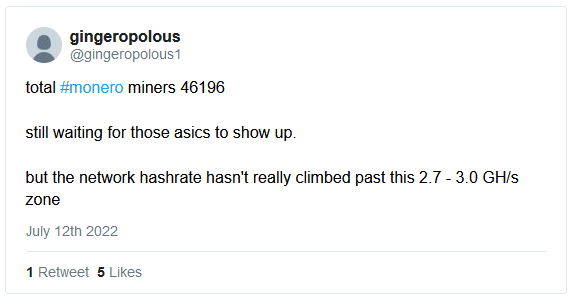 gingeropolous
@gingeropolous1
total #monero miners 46196
still waiting for those asics to show up.
but the network hashrate hasn't really climbed past this 2.7 - 3.0 GH/s
zone
July 12th 2022
1 Retweet 5 Likes